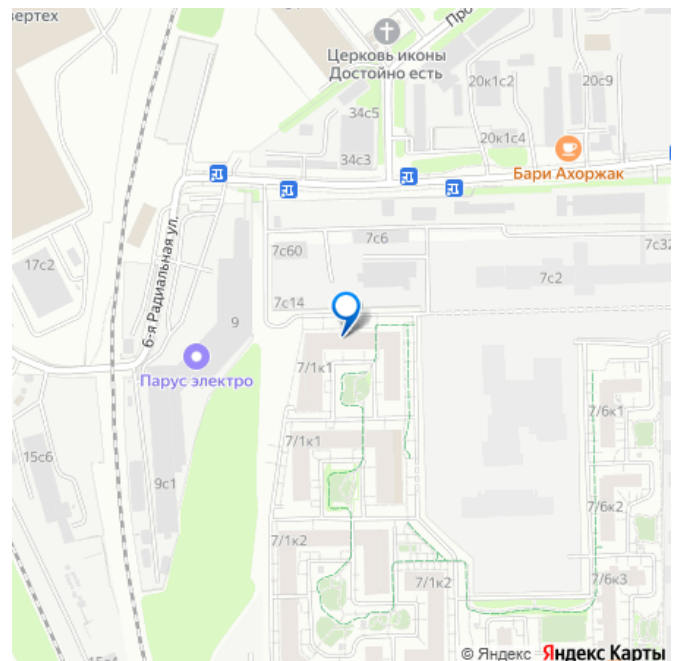 вертех
Про
Церковь иконы
Достойно есть
20к1с2
20с9
34с5
34с3
20к1с4
Бари Ахоржак
6-я Радиальная ул.
7с60
7с6
7с32
17с2
7с2
7с14
9
7/1к1
Парус электро
7/6к1
7/1к1
15с6
9с1
7/6к2
7/1к2
7/1к2
7/6к3
15с4
© Яндекс Яндекс Карты